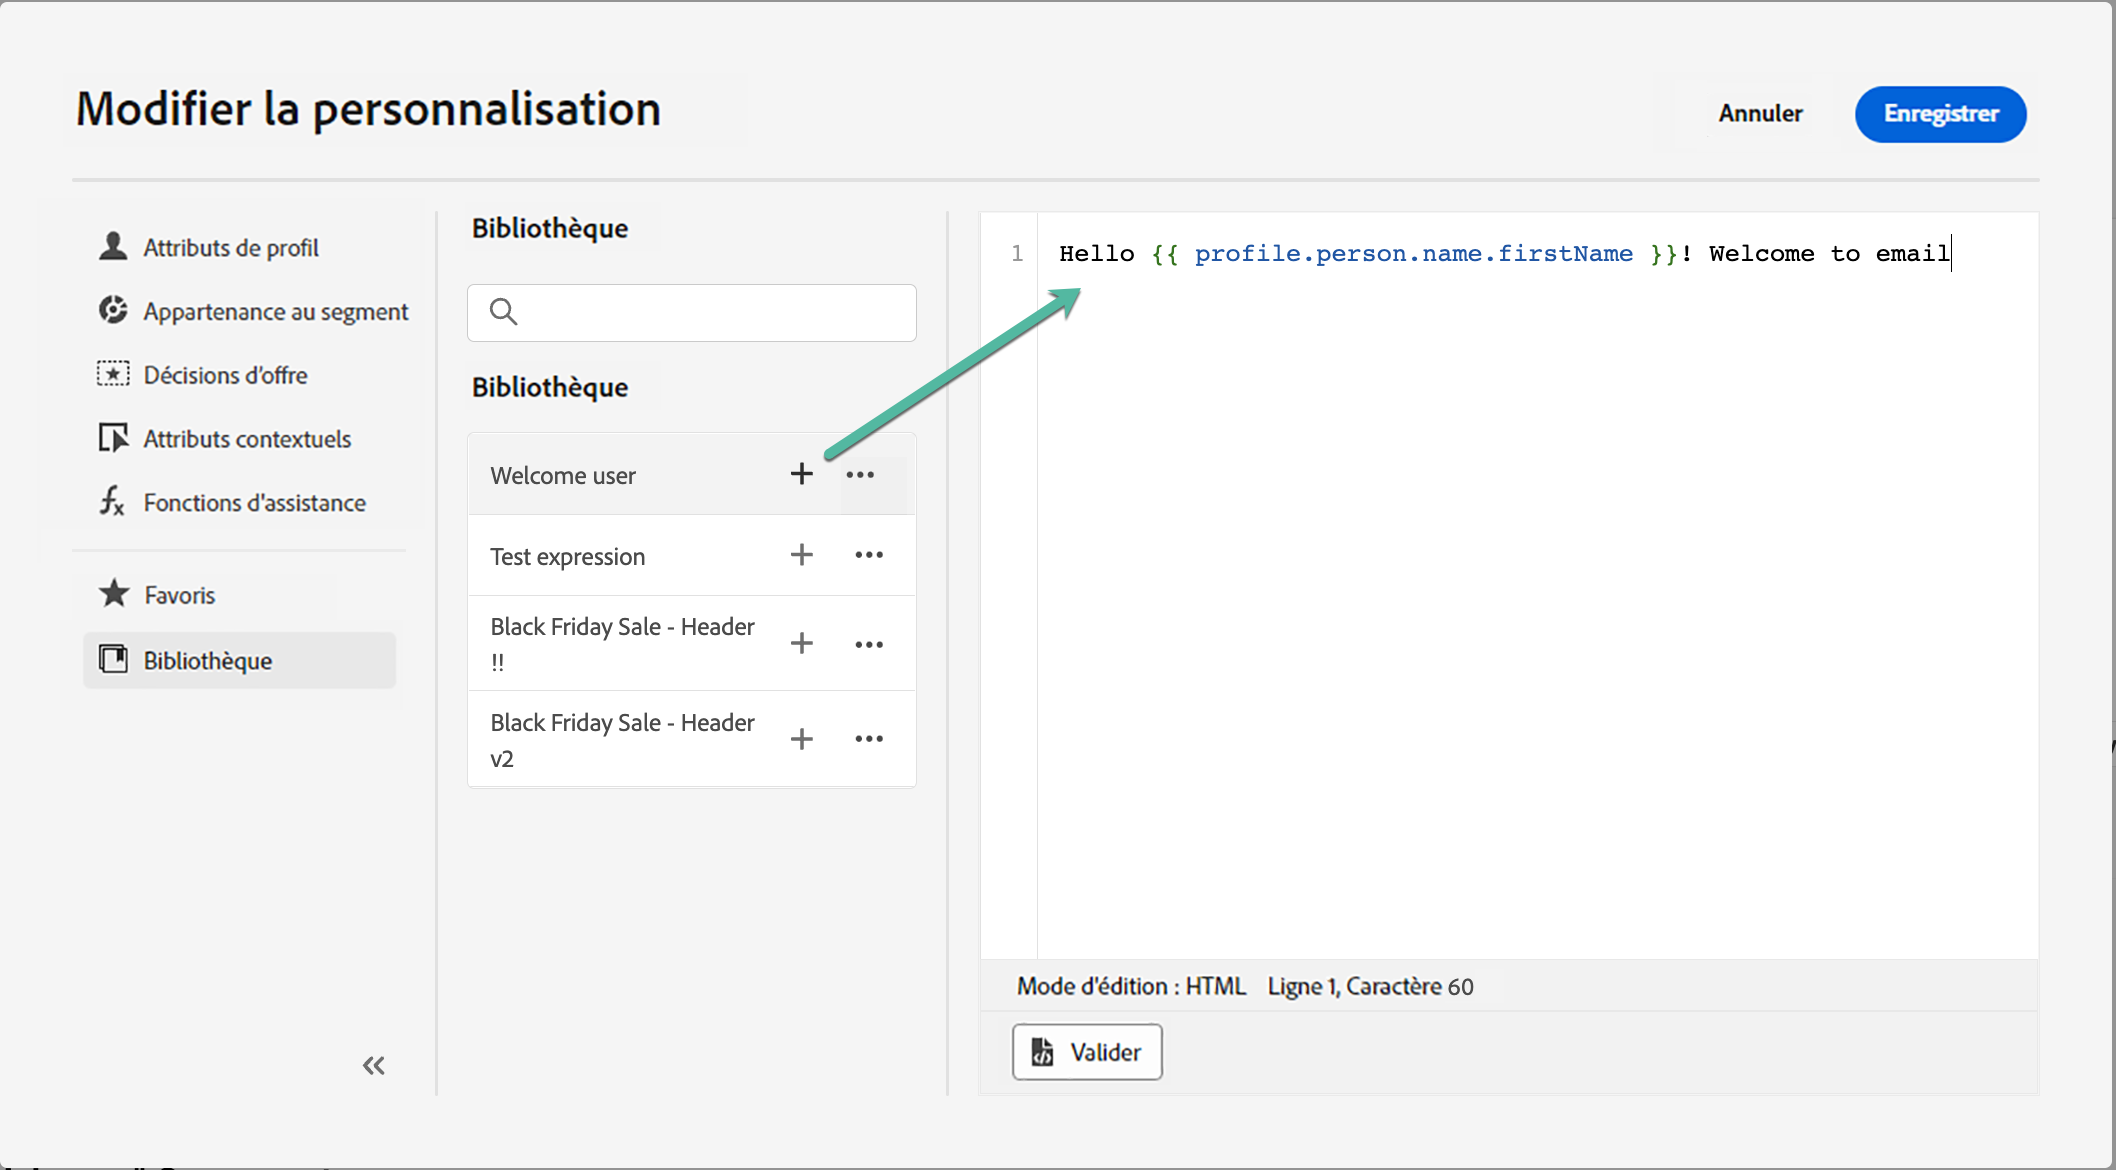 Modifier la personnalisation
Annuler
Enregistrer
Attributs de profil
Appartenance au segment
Décisions d'offre
Attributs contextuels
Fonctions d'assistance
Favoris
Bibliothèque
Bibliothèque
Bibliothèque
Welcome user
Test expression
Black Friday Sale - Header
!!
Black Friday Sale - Header
v2
1 Hello {{ profile.person.name.firstName }}! Welcome to email
Mode d'édition : HTML Ligne 1, Caractère 60
Valider